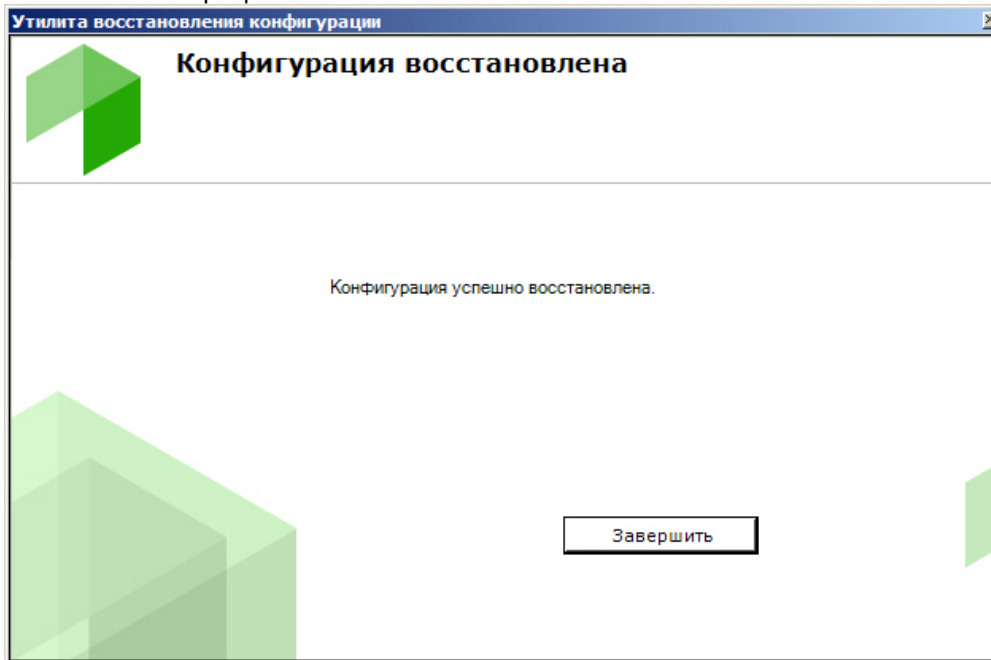 Утилита восстановления конфигурации
Конфигурация восстановлена
Конфигурация успешно восстановлена.
Завершить